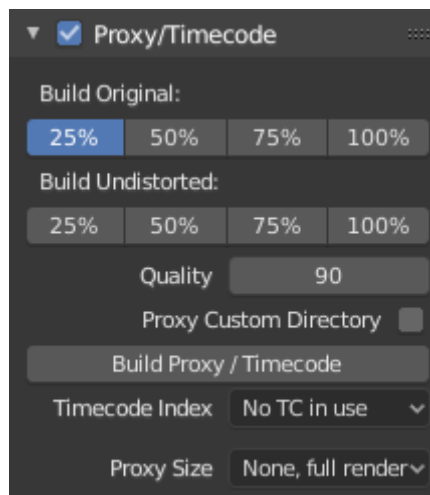 Proxy/Timecode
Build Original:
25% 50% 75% 100%
Build Undistorted:
25% 50% 75% 100%
Quality 90
Proxy Custom Directory
Build Proxy / Timecode
Timecode Index No TC in use
Proxy Size None, full render